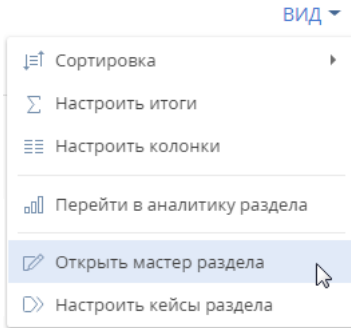 ВИД
Сортировка
Настроить итоги
Настроить колонки
Перейти в аналитику раздела
Открыть мастер раздела
Настроить кейсы раздела